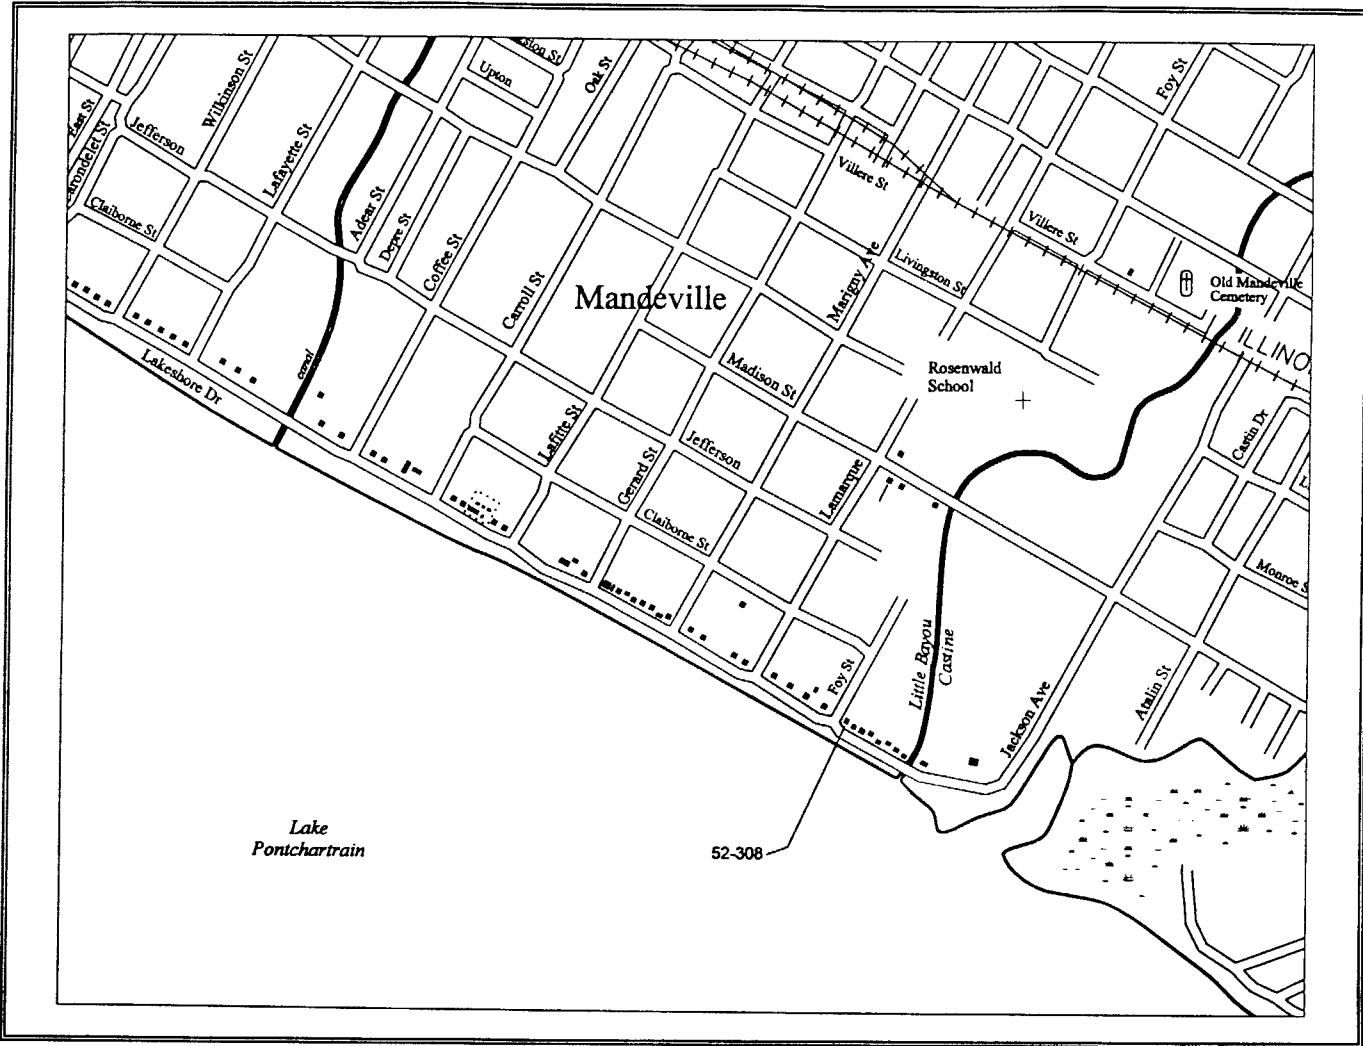 Upton
Oak St
Foy St
Wilkinson St
East St
Jefferson
Lafayette St
Villere St
Claiborne St
Adear St
Depre St
Coffee St
Villere St
Livingston St
Marigny Ave
Carroll St
Mandeville
Old Mandeville
Cemetery
canal
Lakeshore Dr
Madison St
Rosenwald
School
Castin Dr
Lafitte St
Jefferson
Gerard St
Lamarque
Claiborne St
Monroe S
Little Bayou
Castine
Foy St
Jackson Ave
Atalin St
Lake
Pontchartrain
52-308